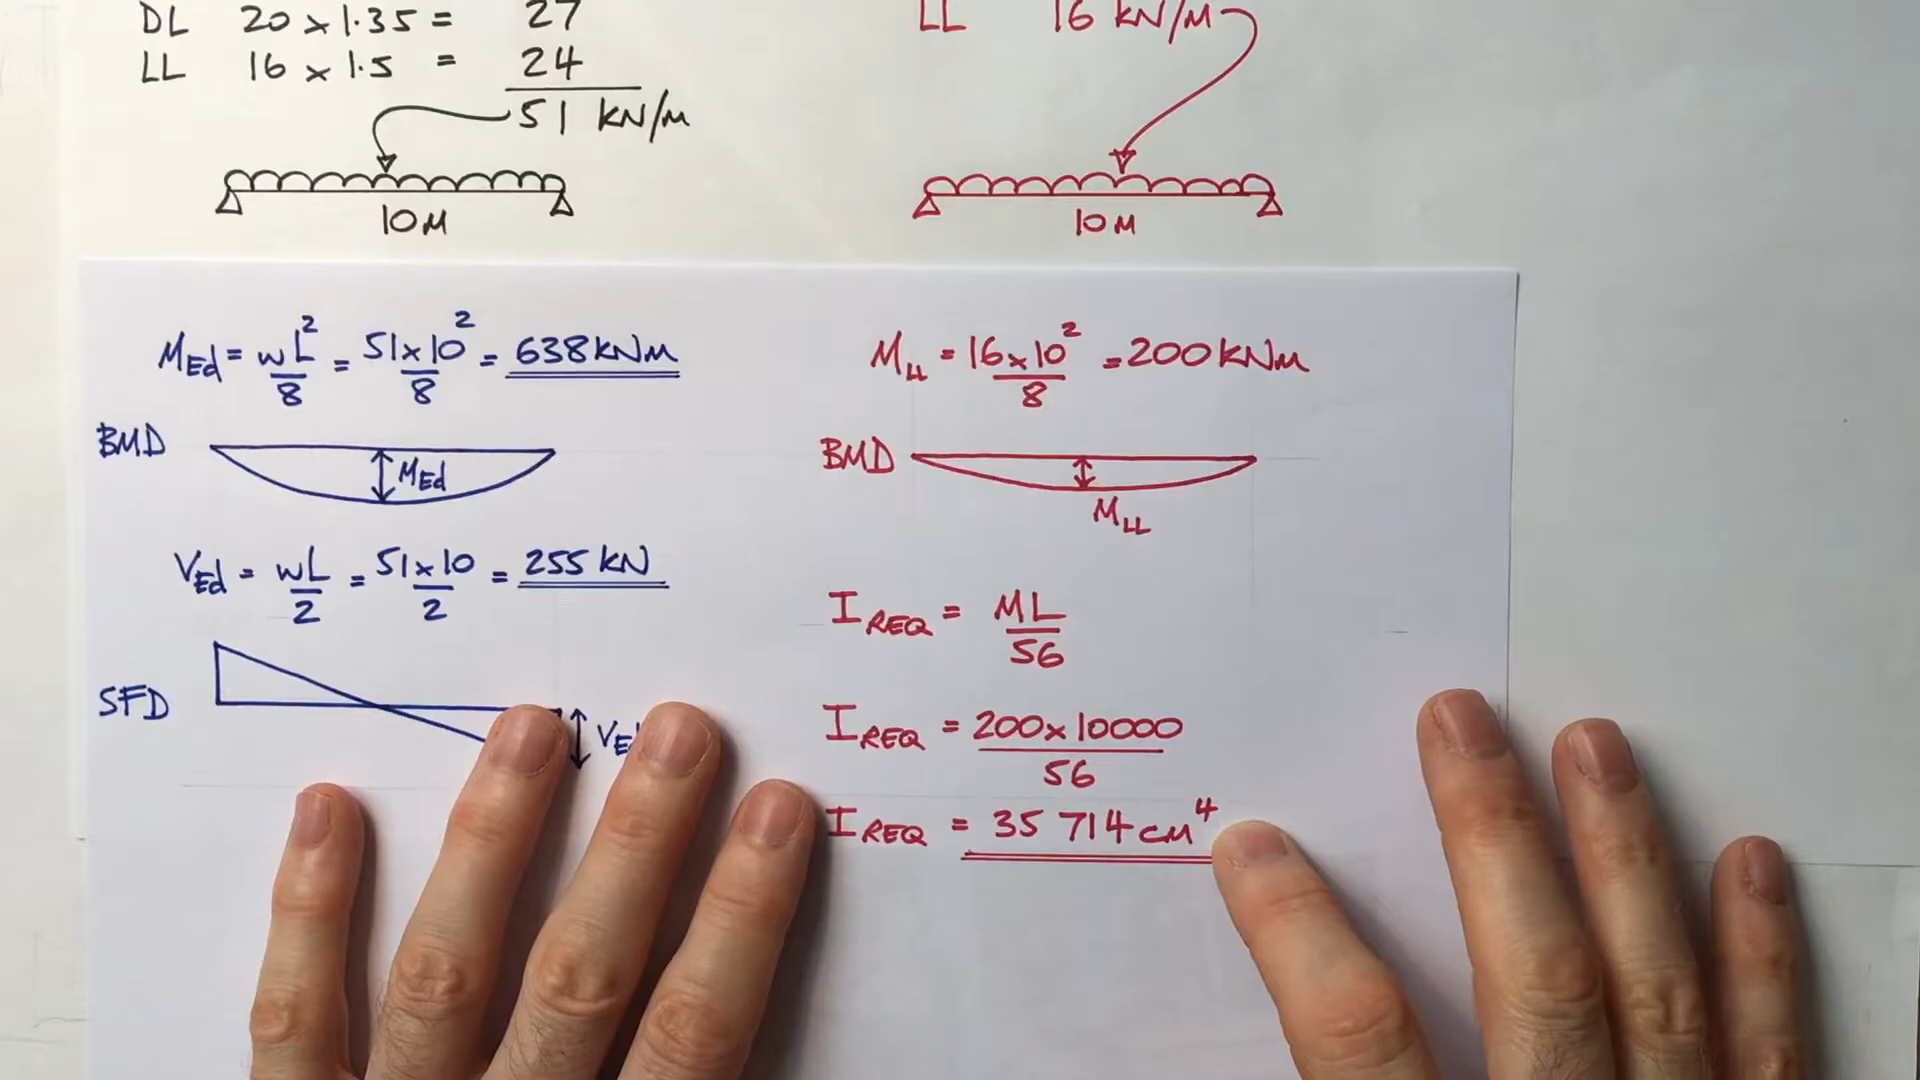 DL 20 x 1.35 = 27
LL 16 x 1.5 = 24
51 kN/m
10m
LL 16 kN/m
10m
MEd = wL²/8 = 51x10²/8 = 638kNm
BMD
MEd
VEd = wL/2 = 51x10/2 = 255 kN
SFD
MLL = 16x10²/8 = 200kNm
BMD
MLL
IREQ = ML/56
IREQ = 200x10000/56
IREQ = 35 714 cm⁴